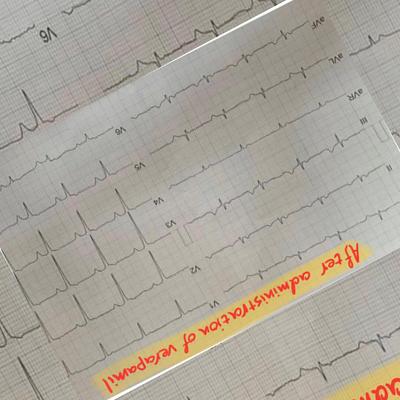 After administration of verapamil
V1
II
V2
III
V3
aVR
V4
aVL
V5
aVF
V6
V6